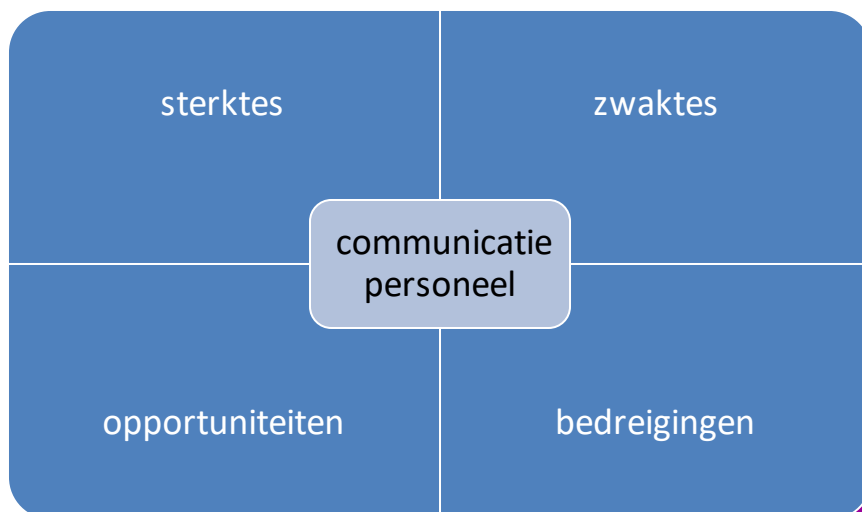 sterktes
zwaktes
communicatie
personeel
opportuniteiten
bedreigingen